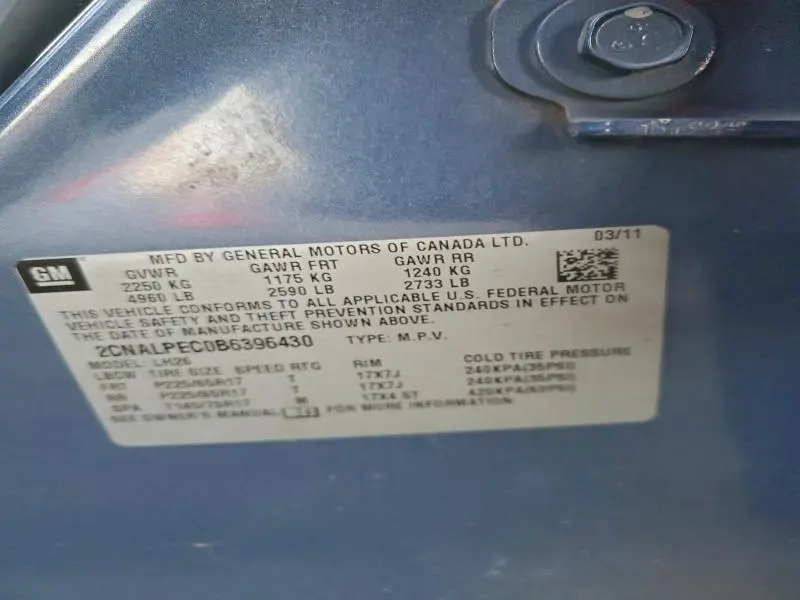 GM MFD BY GENERAL MOTORS OF CANADA LTD. 03/11
GVWR GAWR FRT GAWR RR
2250 KG 1175 KG 1240 KG
4960 LB 2590 LB 2733 LB
THIS VEHICLE CONFORMS TO ALL APPLICABLE U.S. FEDERAL MOTOR
VEHICLE SAFETY AND THEFT PREVENTION STANDARDS IN EFFECT ON
THE DATE OF MANUFACTURE SHOWN ABOVE.
2CNALPEC0B6396430 TYPE: M.P.V.
MODEL: LH26
TIRE SIZE SPEED RTG RIM COLD TIRE PRESSURE
FRT P225/65R17 T 17X7J 240KPA(35PSI)
RR P225/65R17 T 17X7J 240KPA(35PSI)
SPA M 17X4 ST 420KPA(60PSI)
SEE OWNER'S MANUAL FOR MORE INFORMATION.